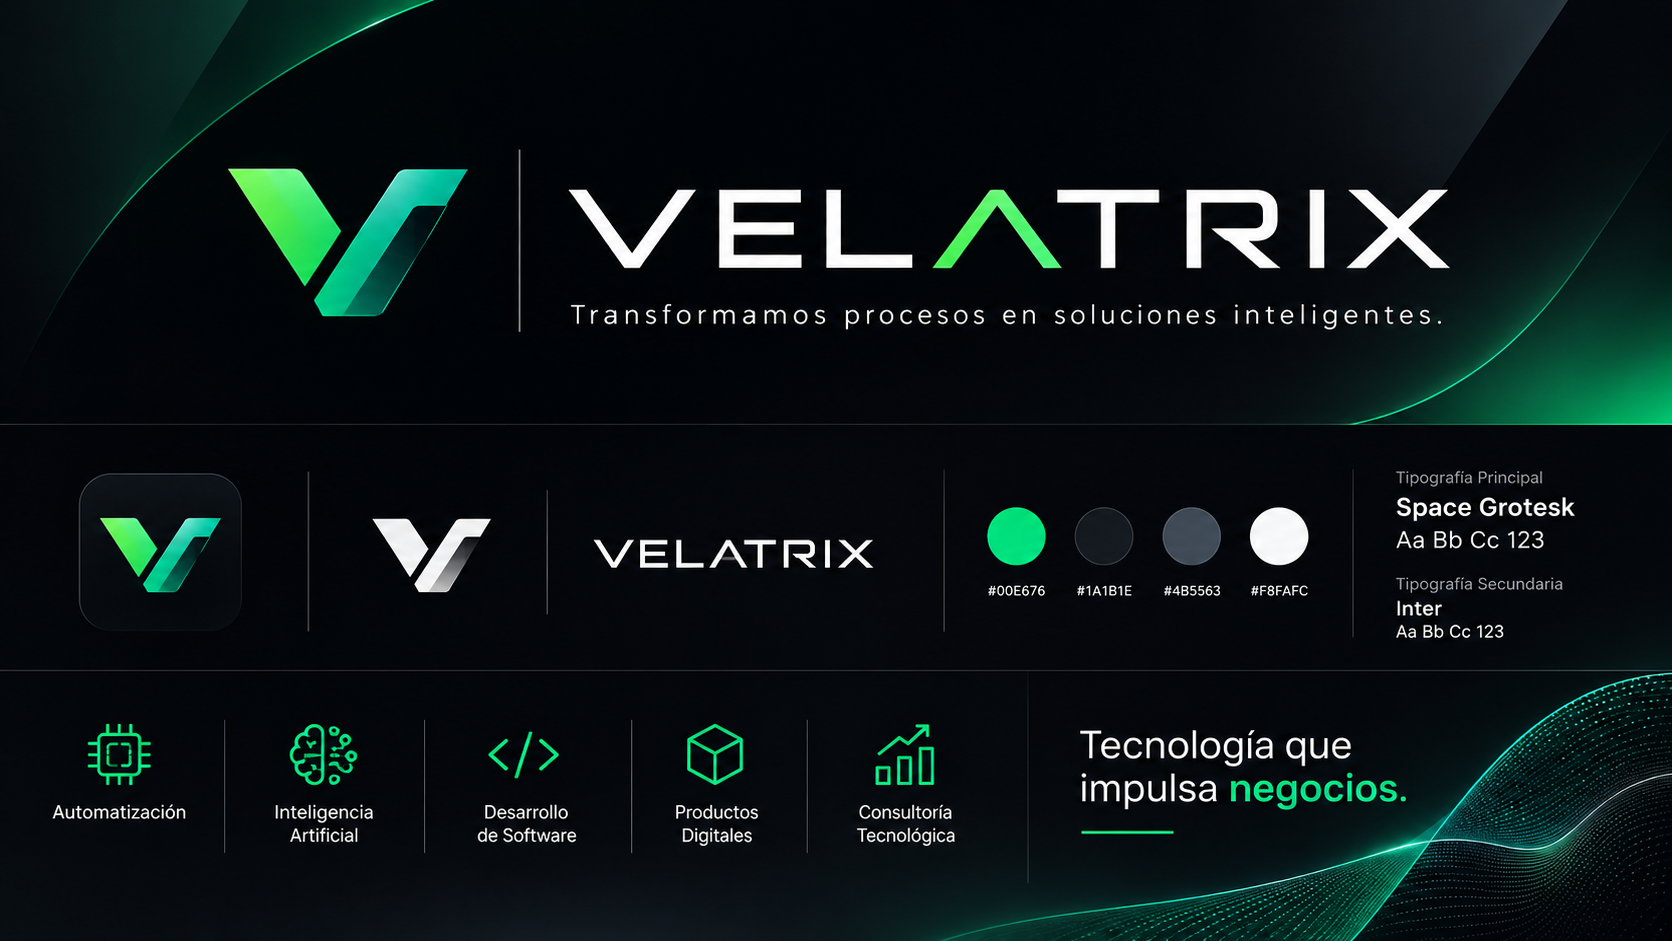 VELATRIX
Transformamos procesos en soluciones inteligentes.
VELATRIX
#00E676
#1A1B1E
#4B5563
#F8FAFC
Tipografía Principal
Space Grotesk
Aa Bb Cc 123
Tipografía Secundaria
Inter
Aa Bb Cc 123
Automatización
Inteligencia
Artificial
Desarrollo
de Software
Productos
Digitales
Consultoría
Tecnológica
Tecnología que
impulsa negocios.